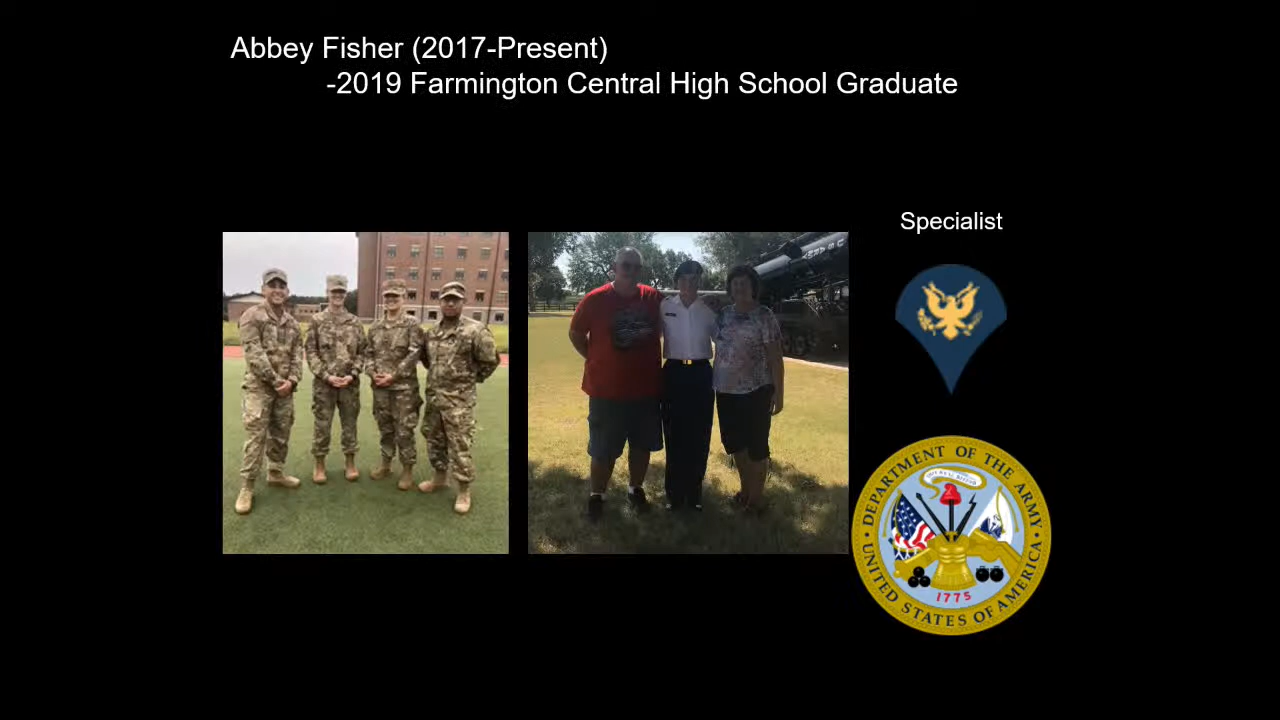 Abbey Fisher (2017-Present)
-2019 Farmington Central High School Graduate
Specialist
DEPARTMENT OF THE ARMY
UNITED STATES OF AMERICA
1775